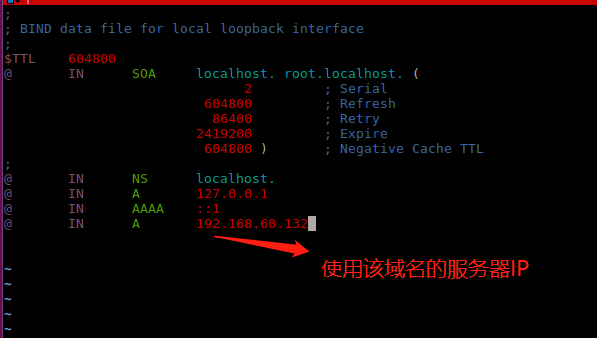 ;
; BIND data file for local loopback interface
;
$TTL    604800
@       IN      SOA     localhost. root.localhost. (
                              2         ; Serial
                         604800         ; Refresh
                          86400         ; Retry
                        2419200         ; Expire
                         604800 )       ; Negative Cache TTL
;
@       IN      NS      localhost.
@       IN      A       127.0.0.1
@       IN      AAAA    ::1
@       IN      A       192.168.60.132
使用该域名的服务器IP
~
~
~
~
~